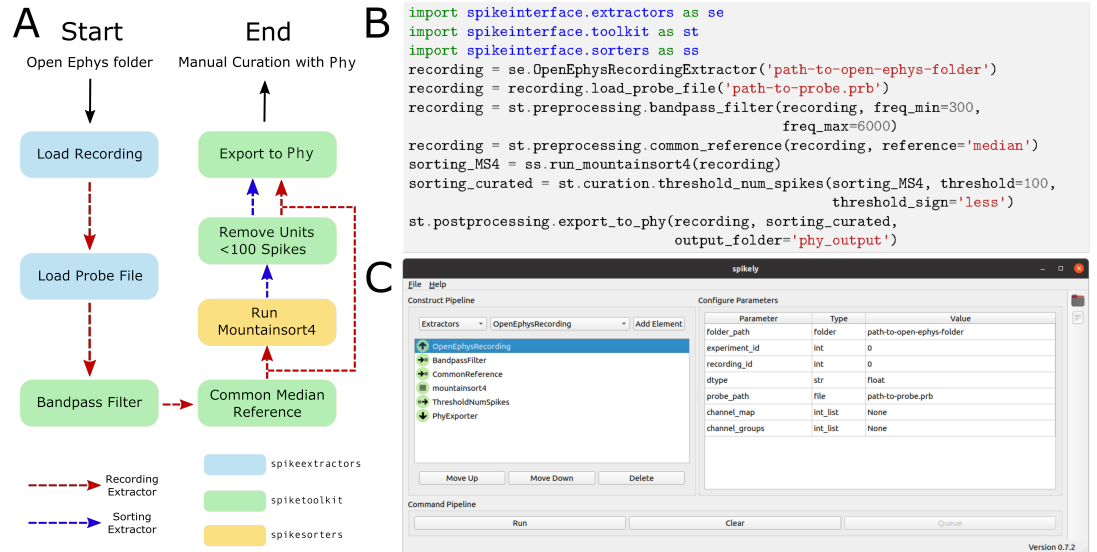 A
Start
End
Open Ephys folder
Manual Curation with Phy
Load Recording
Export to Phy
Load Probe File
Remove Units
<100 Spikes
Run
Mountainsort4
Bandpass Filter
Common Median
Reference
Recording
Extractor
Sorting
Extractor
spikeextractors
spiketoolkit
spikesorters
B
import spikeinterface.extractors as se
import spikeinterface.toolkit as st
import spikeinterface.sorters as ss
recording = se.OpenEphysRecordingExtractor('path-to-open-ephys-folder')
recording = recording.load_probe_file('path-to-probe.prb')
recording = st.preprocessing.bandpass_filter(recording, freq_min=300,
freq_max=6000)
recording = st.preprocessing.common_reference(recording, reference='median')
sorting_MS4 = ss.run_mountainsort4(recording)
sorting_curated = st.curation.threshold_num_spikes(sorting_MS4, threshold=100,
threshold_sign='less')
st.postprocessing.export_to_phy(recording, sorting_curated,
output_folder='phy_output')
C
spikely
File Help
Construct Pipeline
Extractors OpenEphysRecording Add Element
OpenEphysRecording
BandpassFilter
CommonReference
mountainsort4
ThresholdNumSpikes
PhyExporter
Move Up Move Down Delete
Configure Parameters
Parameter Type Value
folder_path folder path-to-open-ephys-folder
experiment_id int 0
recording_id int 0
dtype str float
probe_path file path-to-probe.prb
channel_map int_list None
channel_groups int_list None
Command Pipeline
Run Clear Queue
Version 0.7.2